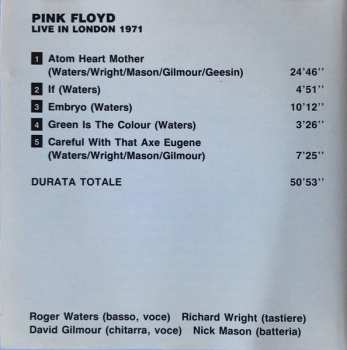 PINK FLOYD
LIVE IN LONDON 1971
1 Atom Heart Mother
(Waters/Wright/Mason/Gilmour/Geesin) 24'46''
2 If (Waters) 4'51''
3 Embryo (Waters) 10'12''
4 Green Is The Colour (Waters) 3'26''
5 Careful With That Axe Eugene
(Waters/Wright/Mason/Gilmour) 7'25''
DURATA TOTALE 50'53''
Roger Waters (basso, voce) Richard Wright (tastiere)
David Gilmour (chitarra, voce) Nick Mason (batteria)